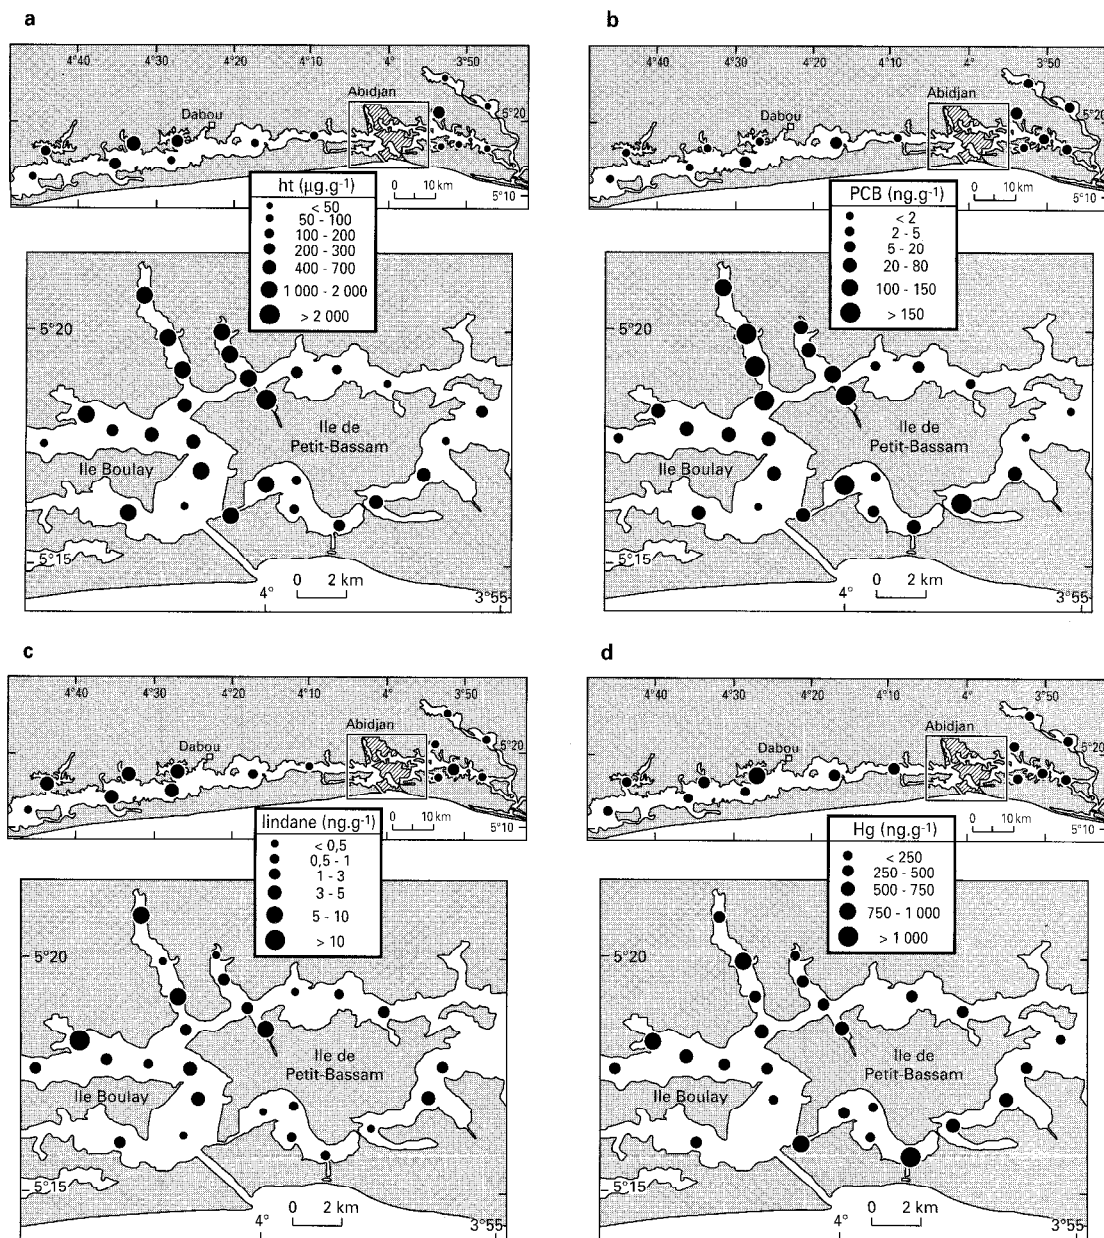 a
4°40 4°30 4°20 4°10 4° 3°50
Abidjan
Dabou
5°20
0 10 km
5°10
ht (µg.g-1)
< 50
50 - 100
100 - 200
200 - 300
400 - 700
1 000 - 2 000
> 2 000
5°20
Ile de
Petit-Bassam
Ile Boulay
5°15
0 2 km
4°
3°55
b
4°40 4°30 4°20 4°10 4° 3°50
Abidjan
Dabou
5°20
0 10 km
5°10
PCB (ng.g-1)
< 2
2 - 5
5 - 20
20 - 80
100 - 150
> 150
5°20
Ile de
Petit-Bassam
Ile Boulay
5°15
0 2 km
4°
3°55
c
4°40 4°30 4°20 4°10 4° 3°50
Abidjan
Dabou
5°20
0 10 km
5°10
lindane (ng.g-1)
< 0,5
0,5 - 1
1 - 3
3 - 5
5 - 10
> 10
5°20
Ile de
Petit-Bassam
Ile Boulay
5°15
0 2 km
4°
3°55
d
4°40 4°30 4°20 4°10 4° 3°50
Abidjan
Dabou
5°20
0 10 km
5°10
Hg (ng.g-1)
< 250
250 - 500
500 - 750
750 - 1 000
> 1 000
5°20
Ile de
Petit-Bassam
Ile Boulay
5°15
0 2 km
4°
3°55